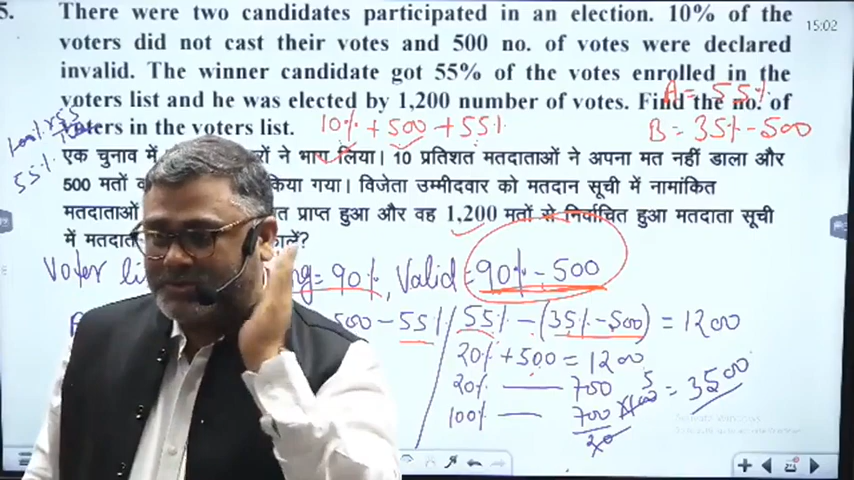 5. There were two candidates participated in an election. 10% of the
15:02
voters did not cast their votes and 500 no. of votes were declared
invalid. The winner candidate got 55% of the votes enrolled in the
voters list and he was elected by 1,200 number of votes. Find the no. of
A = 55%
voters in the voters list.
10% + 500 + 55%
B = 35% - 500
एक चुनाव में ने भाग लिया। 10 प्रतिशत मतदाताओं ने अपना मत नहीं डाला और
55%
500 मतों किया गया। विजेता उम्मीदवार को मतदान सूची में नामांकित
मतदाताओं प्राप्त हुआ और वह 1,200 मतों से निर्वाचित हुआ मतदाता सूची
में
Voter = 90%, Valid = 90% - 500
500 - 55%
55% - (35% - 500) = 1200
20% + 500 = 1200
20% — 700
100% — 700/20 × 100 5 = 3500